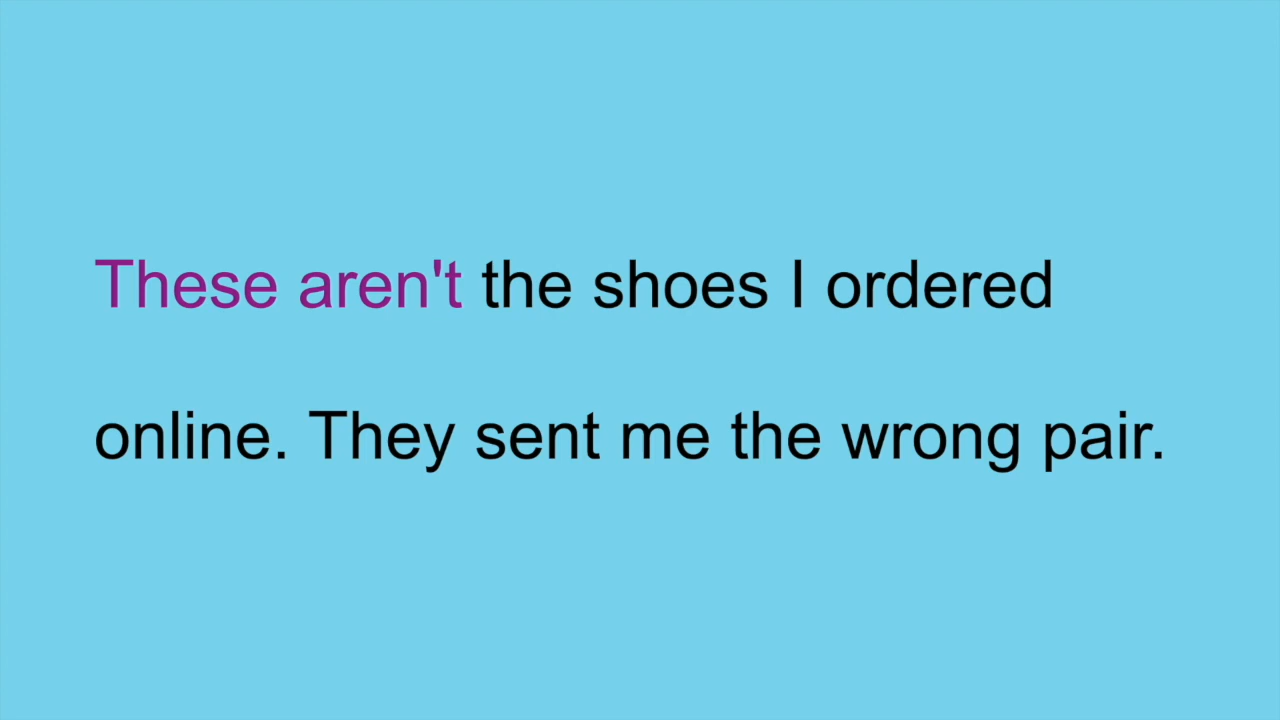 These aren't the shoes I ordered
online. They sent me the wrong pair.